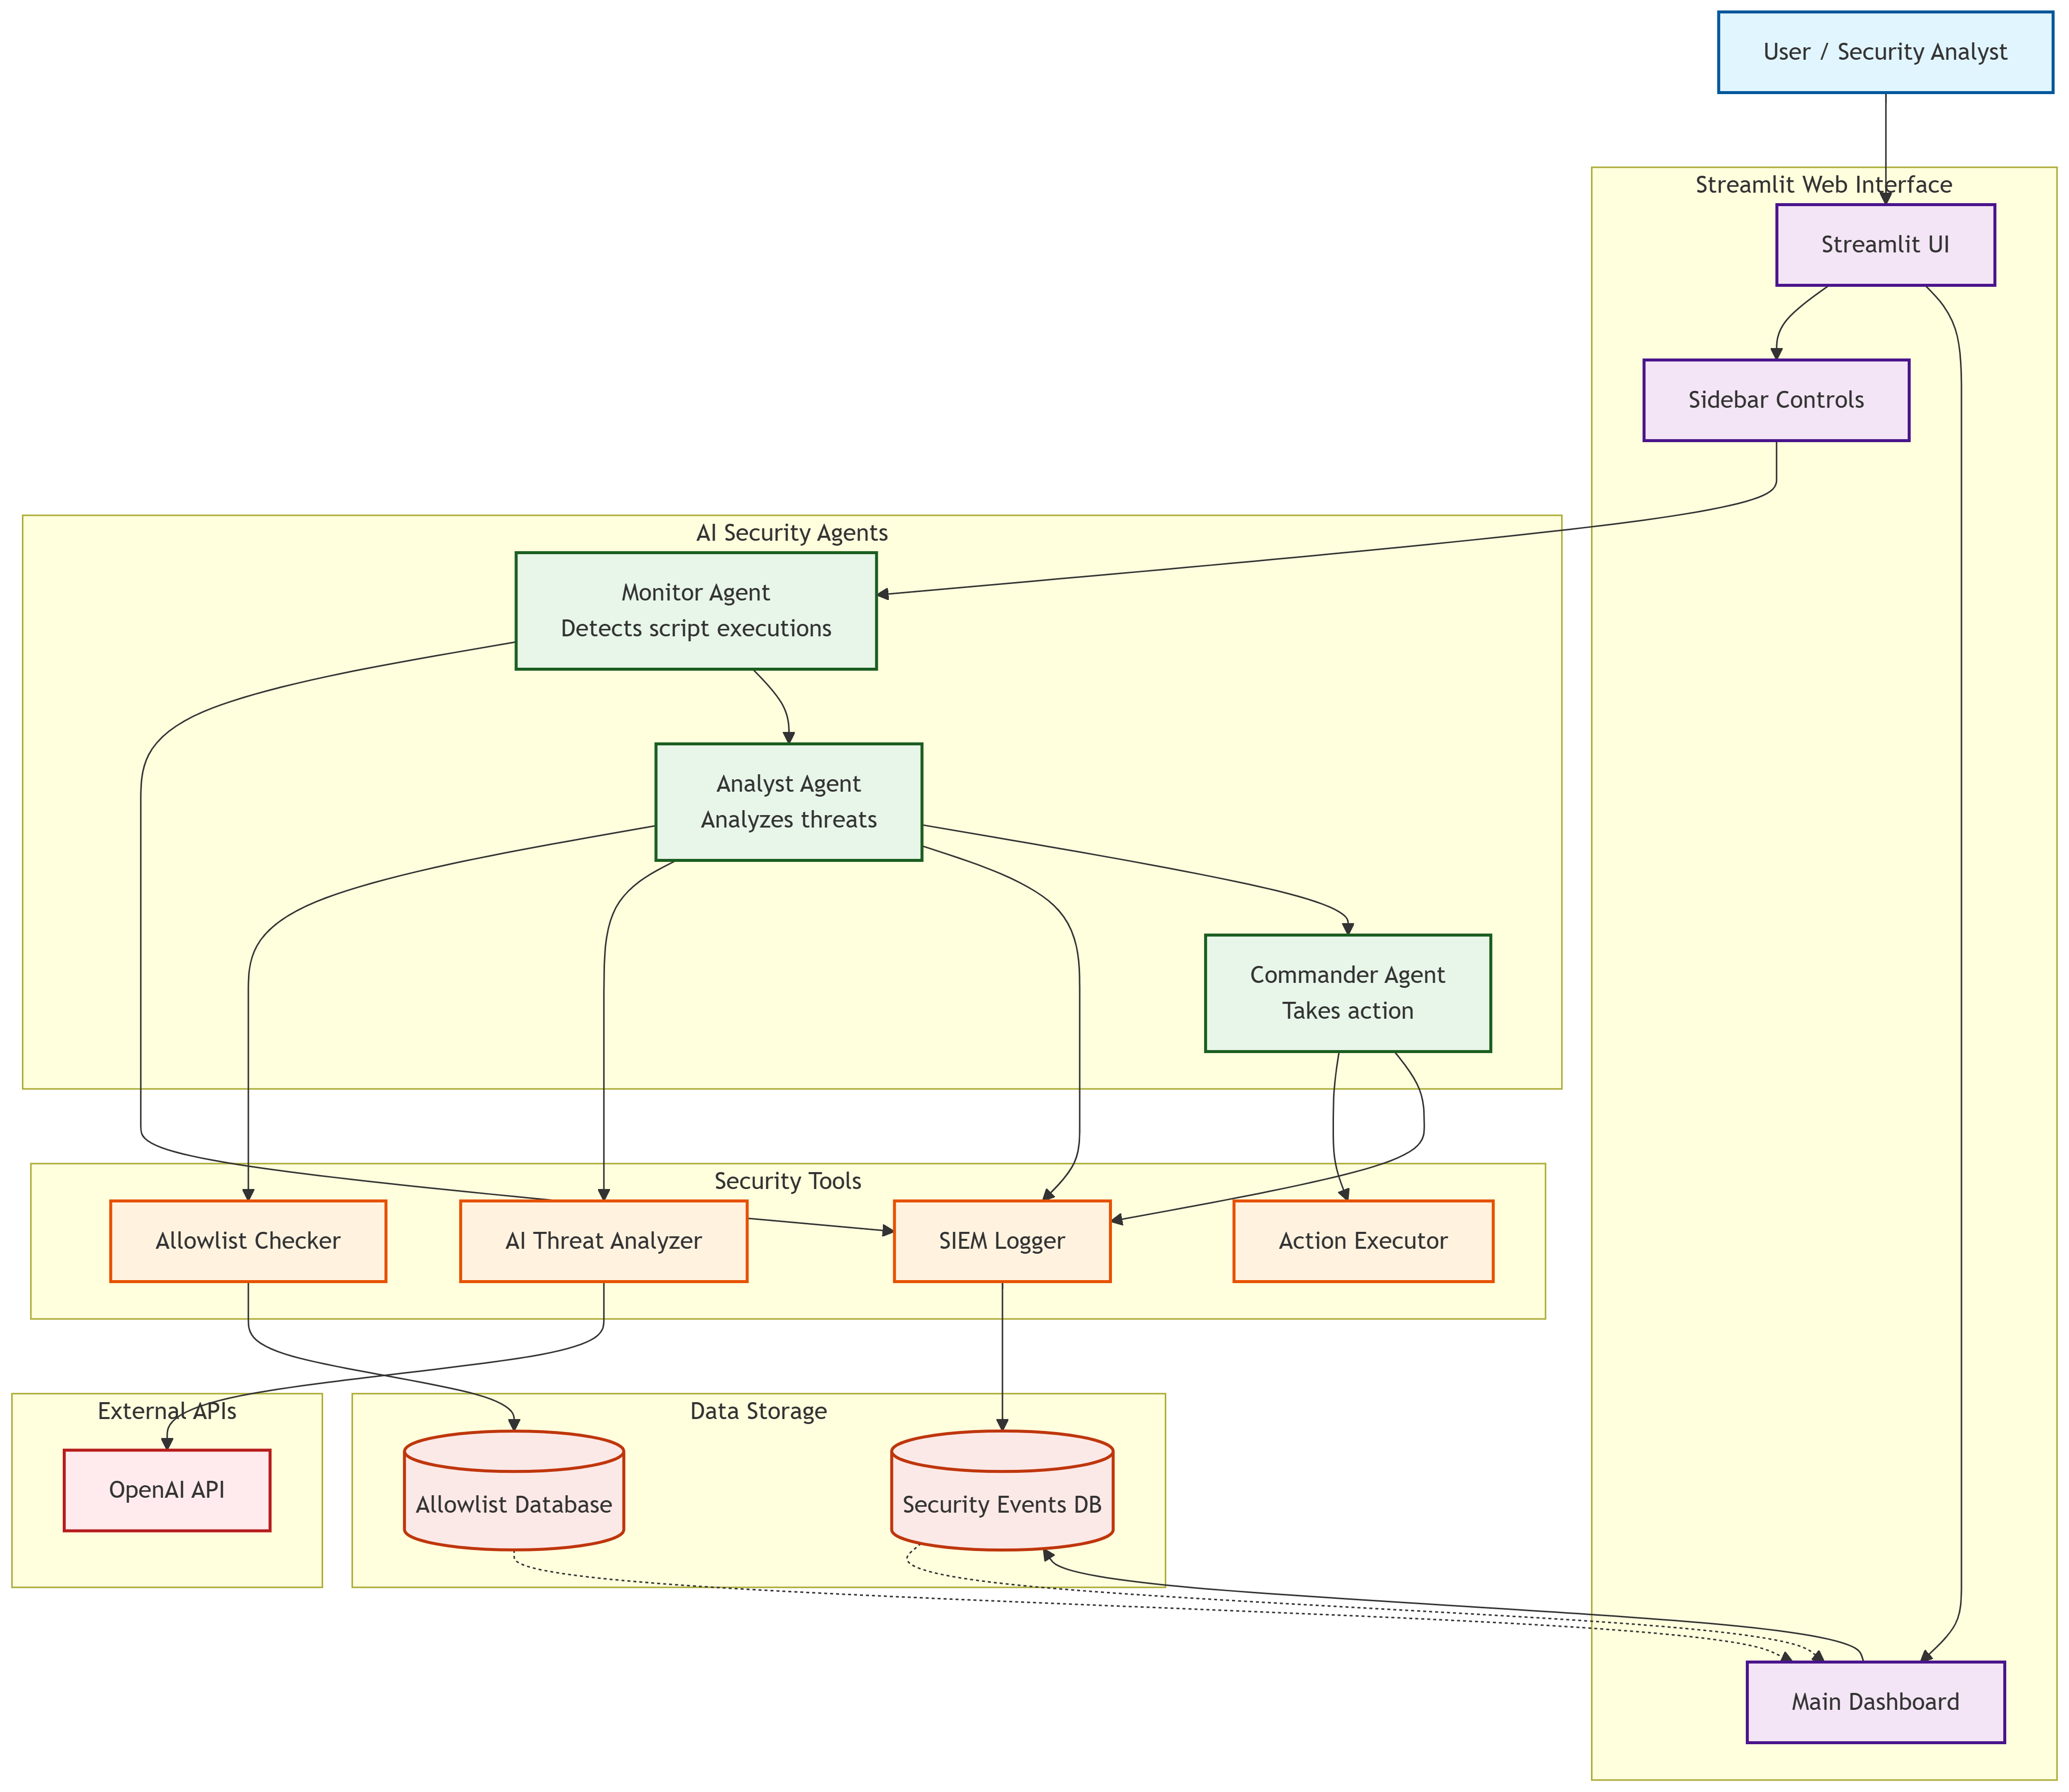 User / Security Analyst
Streamlit Web Interface
Streamlit UI
Sidebar Controls
AI Security Agents
Monitor Agent
Detects script executions
Analyst Agent
Analyzes threats
Commander Agent
Takes action
Security Tools
Allowlist Checker
AI Threat Analyzer
SIEM Logger
Action Executor
External APIs
Data Storage
OpenAI API
Allowlist Database
Security Events DB
Main Dashboard